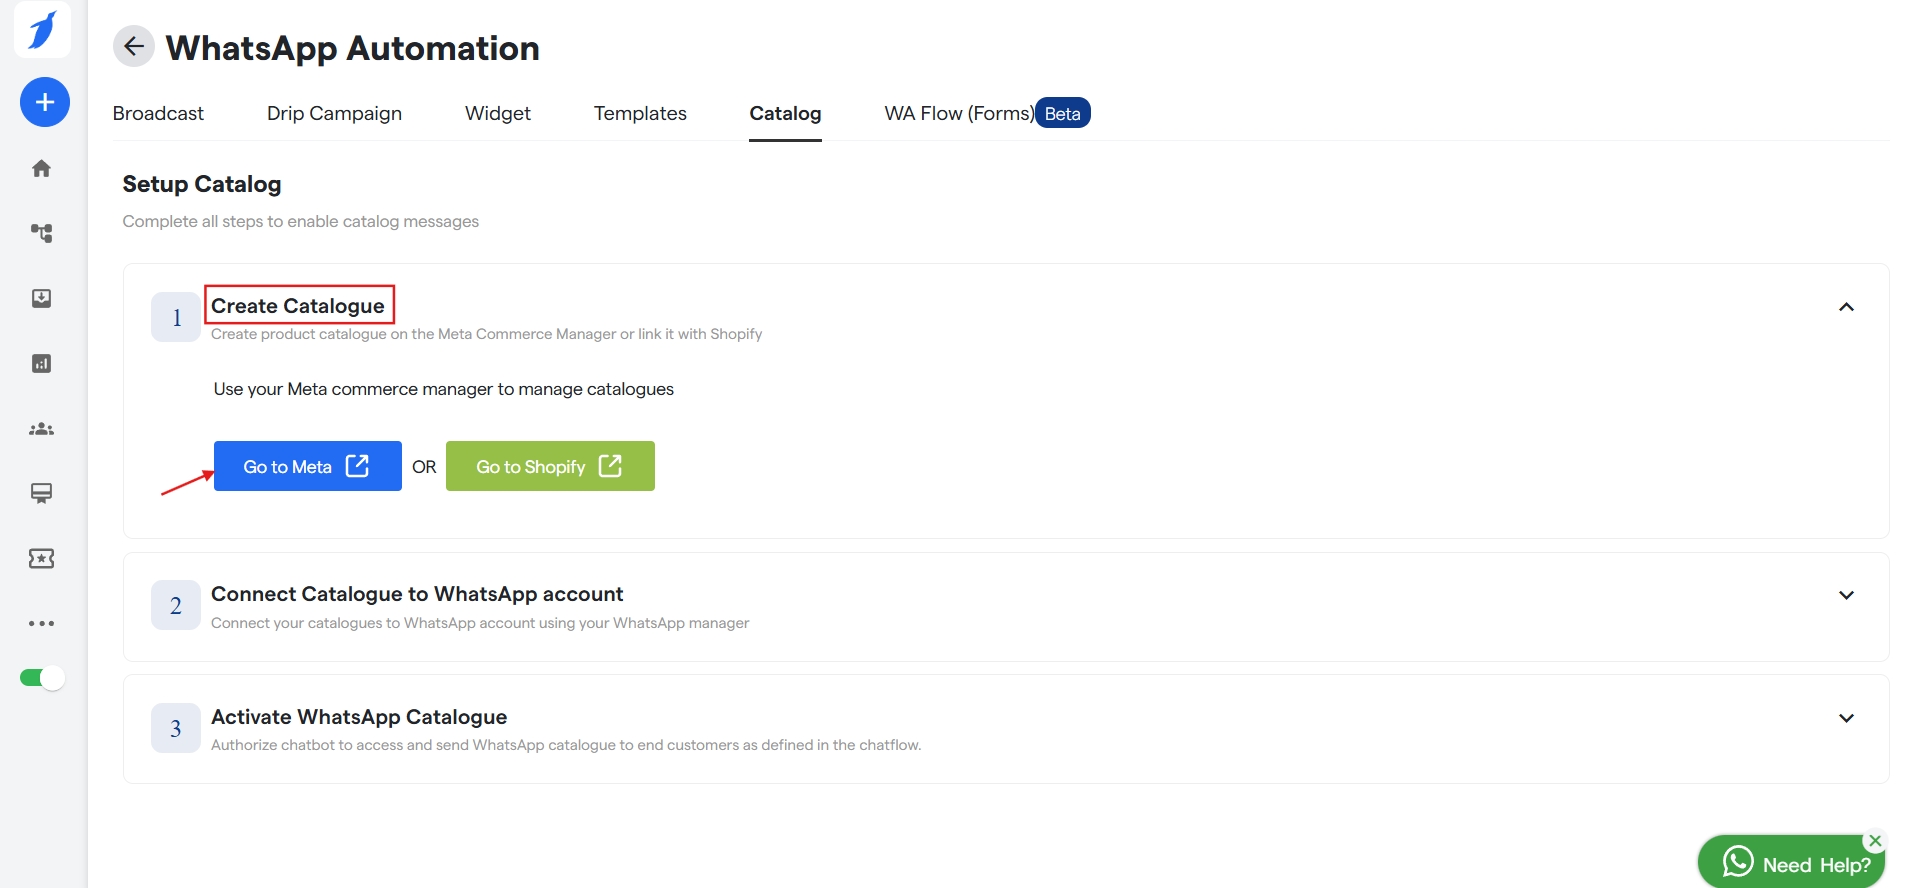 WhatsApp Automation
Broadcast Drip Campaign Widget Templates Catalog WA Flow (Forms) Beta
Setup Catalog
Complete all steps to enable catalog messages
1
Create Catalogue
Create product catalogue on the Meta Commerce Manager or link it with Shopify
Use your Meta commerce manager to manage catalogues
Go to Meta OR Go to Shopify
2
Connect Catalogue to WhatsApp account
Connect your catalogues to WhatsApp account using your WhatsApp manager
3
Activate WhatsApp Catalogue
Authorize chatbot to access and send WhatsApp catalogue to end customers as defined in the chatflow.
Need Help?